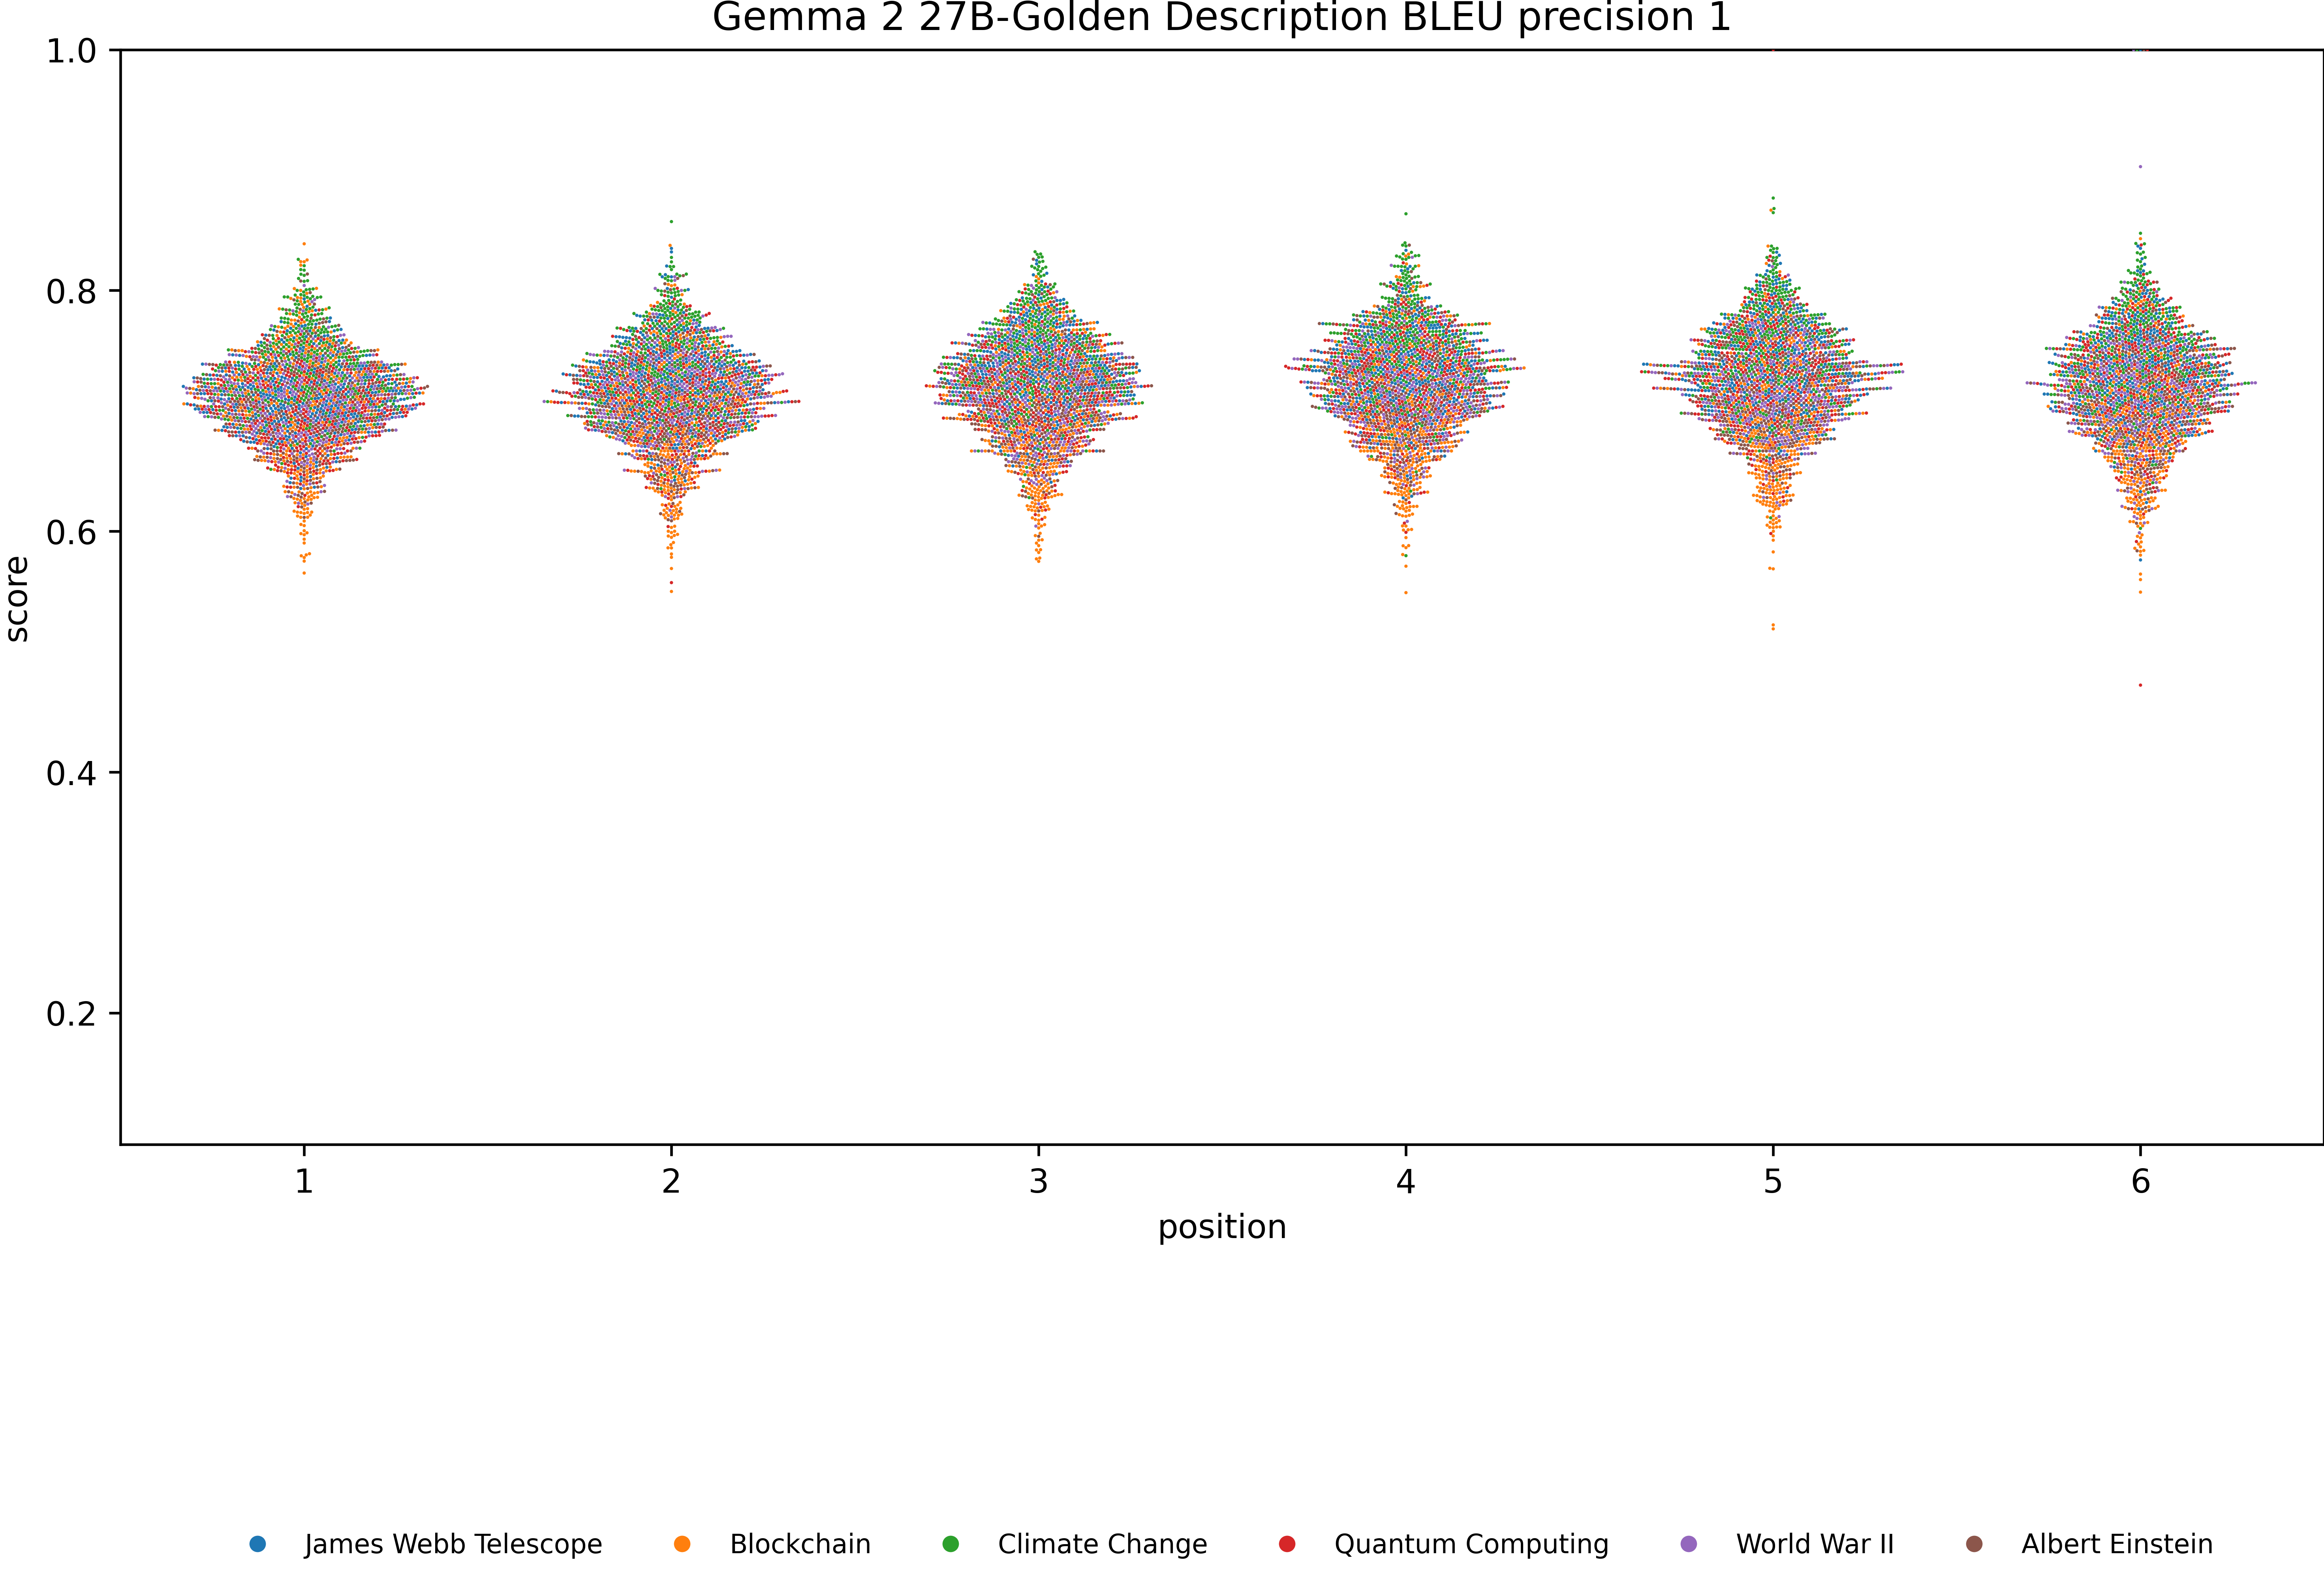 Gemma 2 27B-Golden Description BLEU precision 1
1.0
0.8
0.6
0.4
0.2
score
1 2 3 4 5 6
position
James Webb Telescope Blockchain Climate Change Quantum Computing World War II Albert Einstein